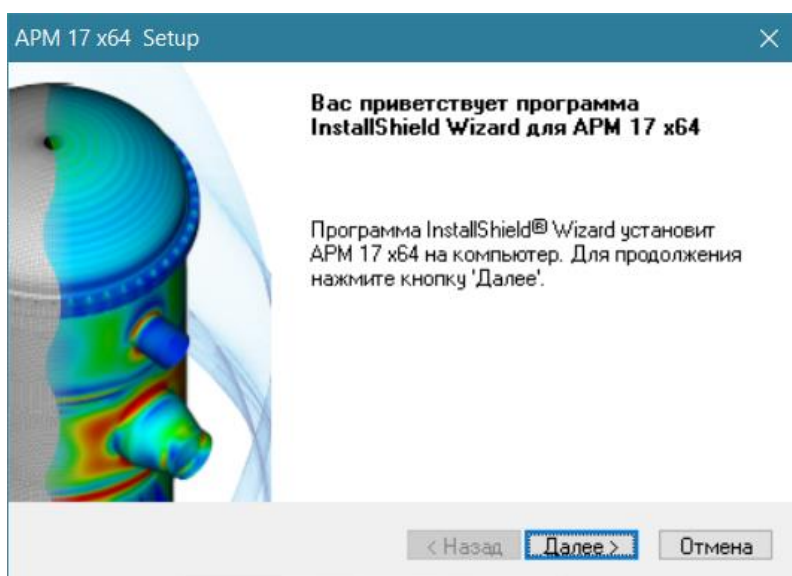 APM 17 x64 Setup
Вас приветствует программа
InstallShield Wizard для APM 17 x64
Программа InstallShield® Wizard установит
APM 17 x64 на компьютер. Для продолжения
нажмите кнопку 'Далее'.
< Назад Далее > Отмена